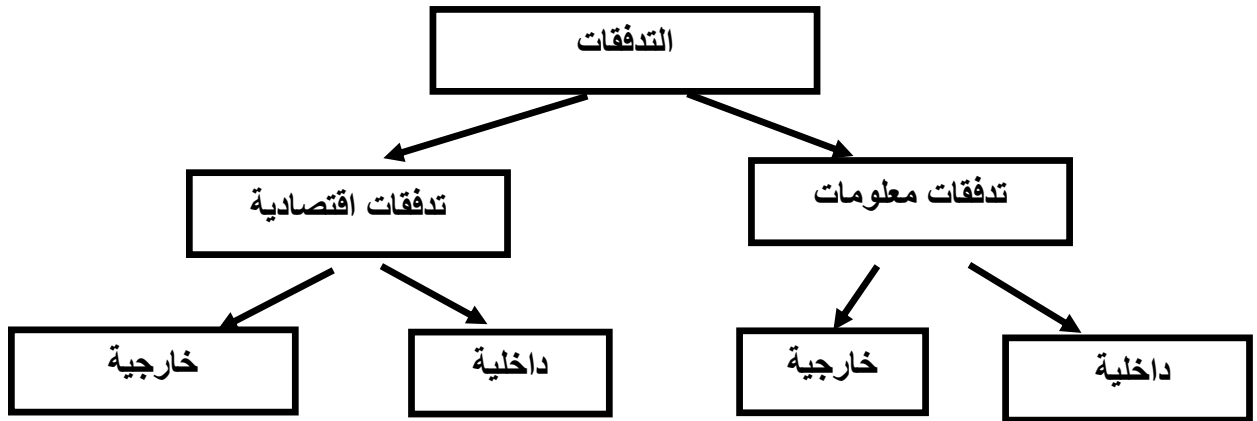 التدفقات
تدفقات معلومات
تدفقات اقتصادية
داخلية
خارجية
داخلية
خارجية